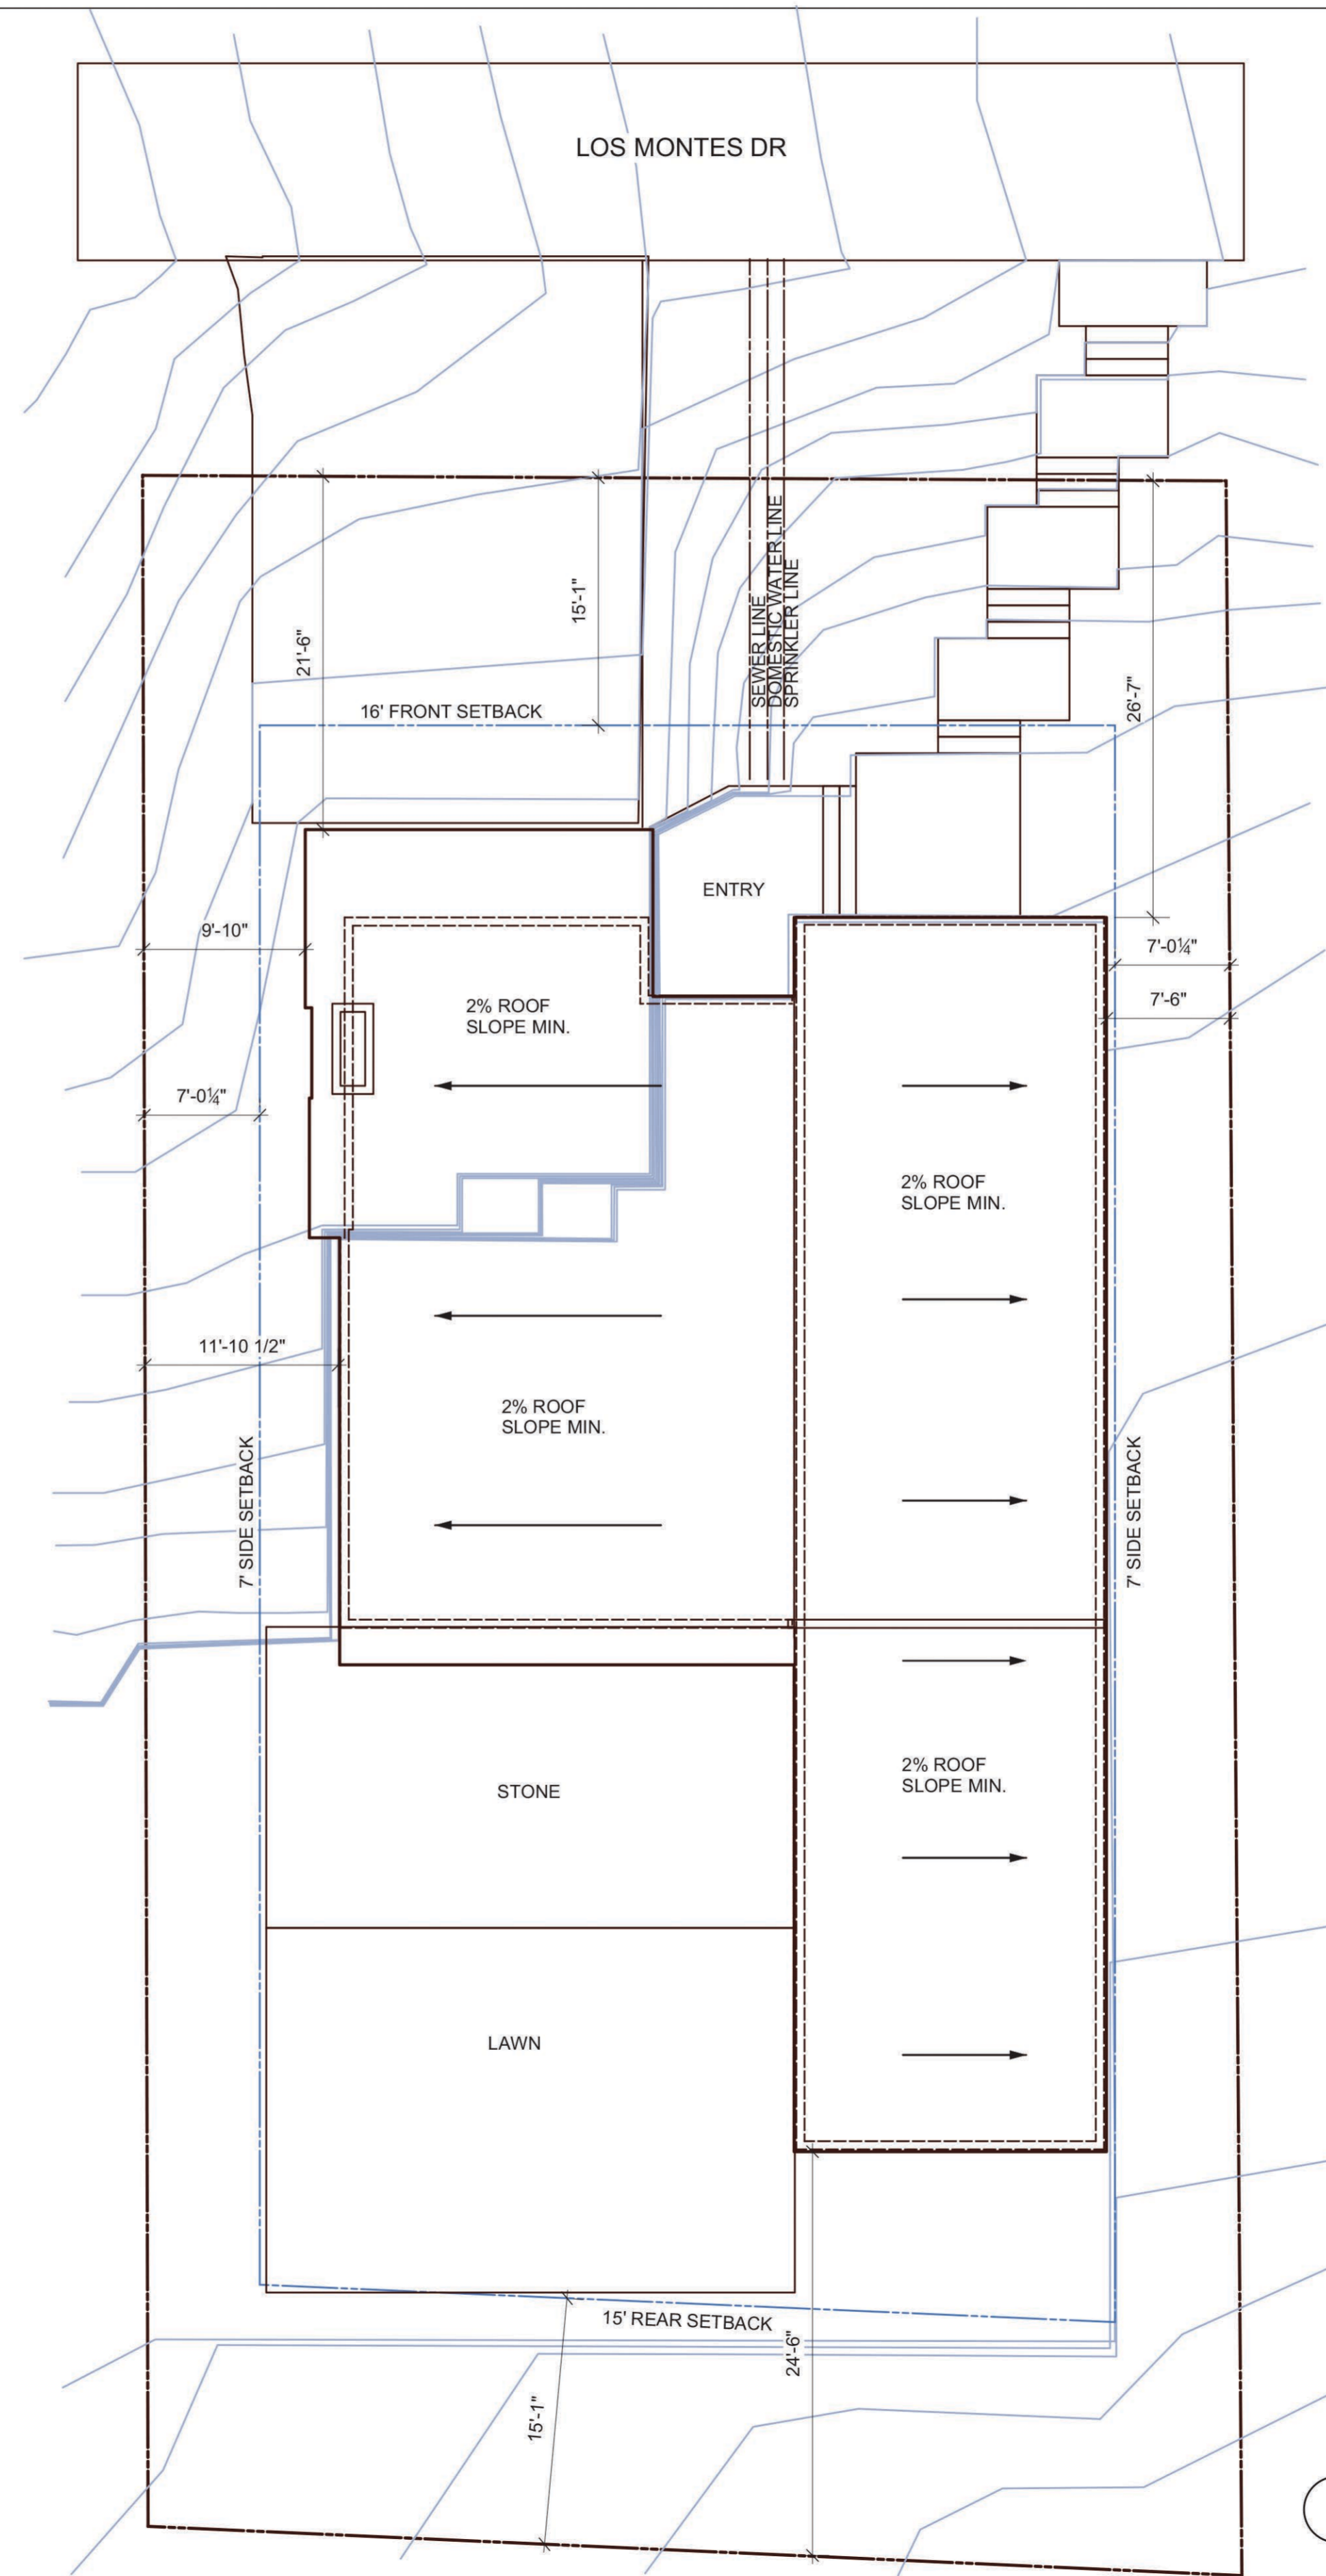 LOS MONTES DR
SEWER LINE
DOMESTIC WATER LINE
SPRINKLER LINE
15'-1"
21'-6"
26'-7"
16' FRONT SETBACK
ENTRY
9'-10"
7'-0¼"
7'-6"
2% ROOF
SLOPE MIN.
7'-0¼"
2% ROOF
SLOPE MIN.
11'-10 1/2"
2% ROOF
SLOPE MIN.
7' SIDE SETBACK
7' SIDE SETBACK
STONE
2% ROOF
SLOPE MIN.
LAWN
15' REAR SETBACK
24'-6"
15'-1"